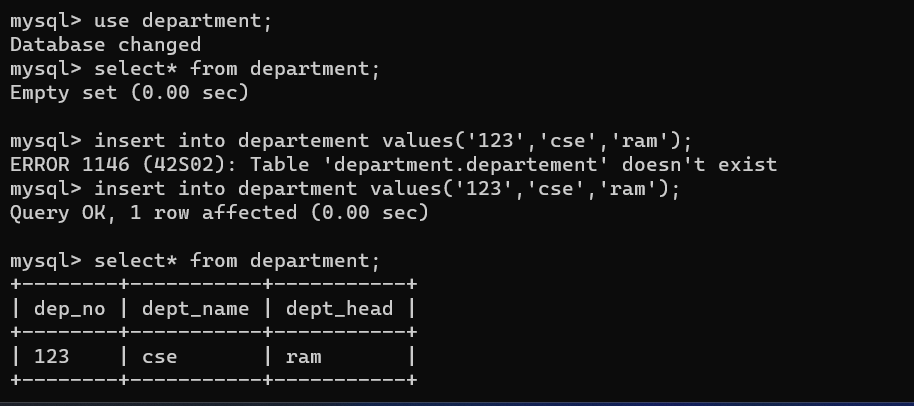 mysql> use department;
Database changed
mysql> select* from department;
Empty set (0.00 sec)
mysql> insert into departement values('123','cse','ram');
ERROR 1146 (42S02): Table 'department.departement' doesn't exist
mysql> insert into department values('123','cse','ram');
Query OK, 1 row affected (0.00 sec)
mysql> select* from department;
+--------+-----------+-----------+
| dep_no | dept_name | dept_head |
+--------+-----------+-----------+
| 123    | cse       | ram       |
+--------+-----------+-----------+